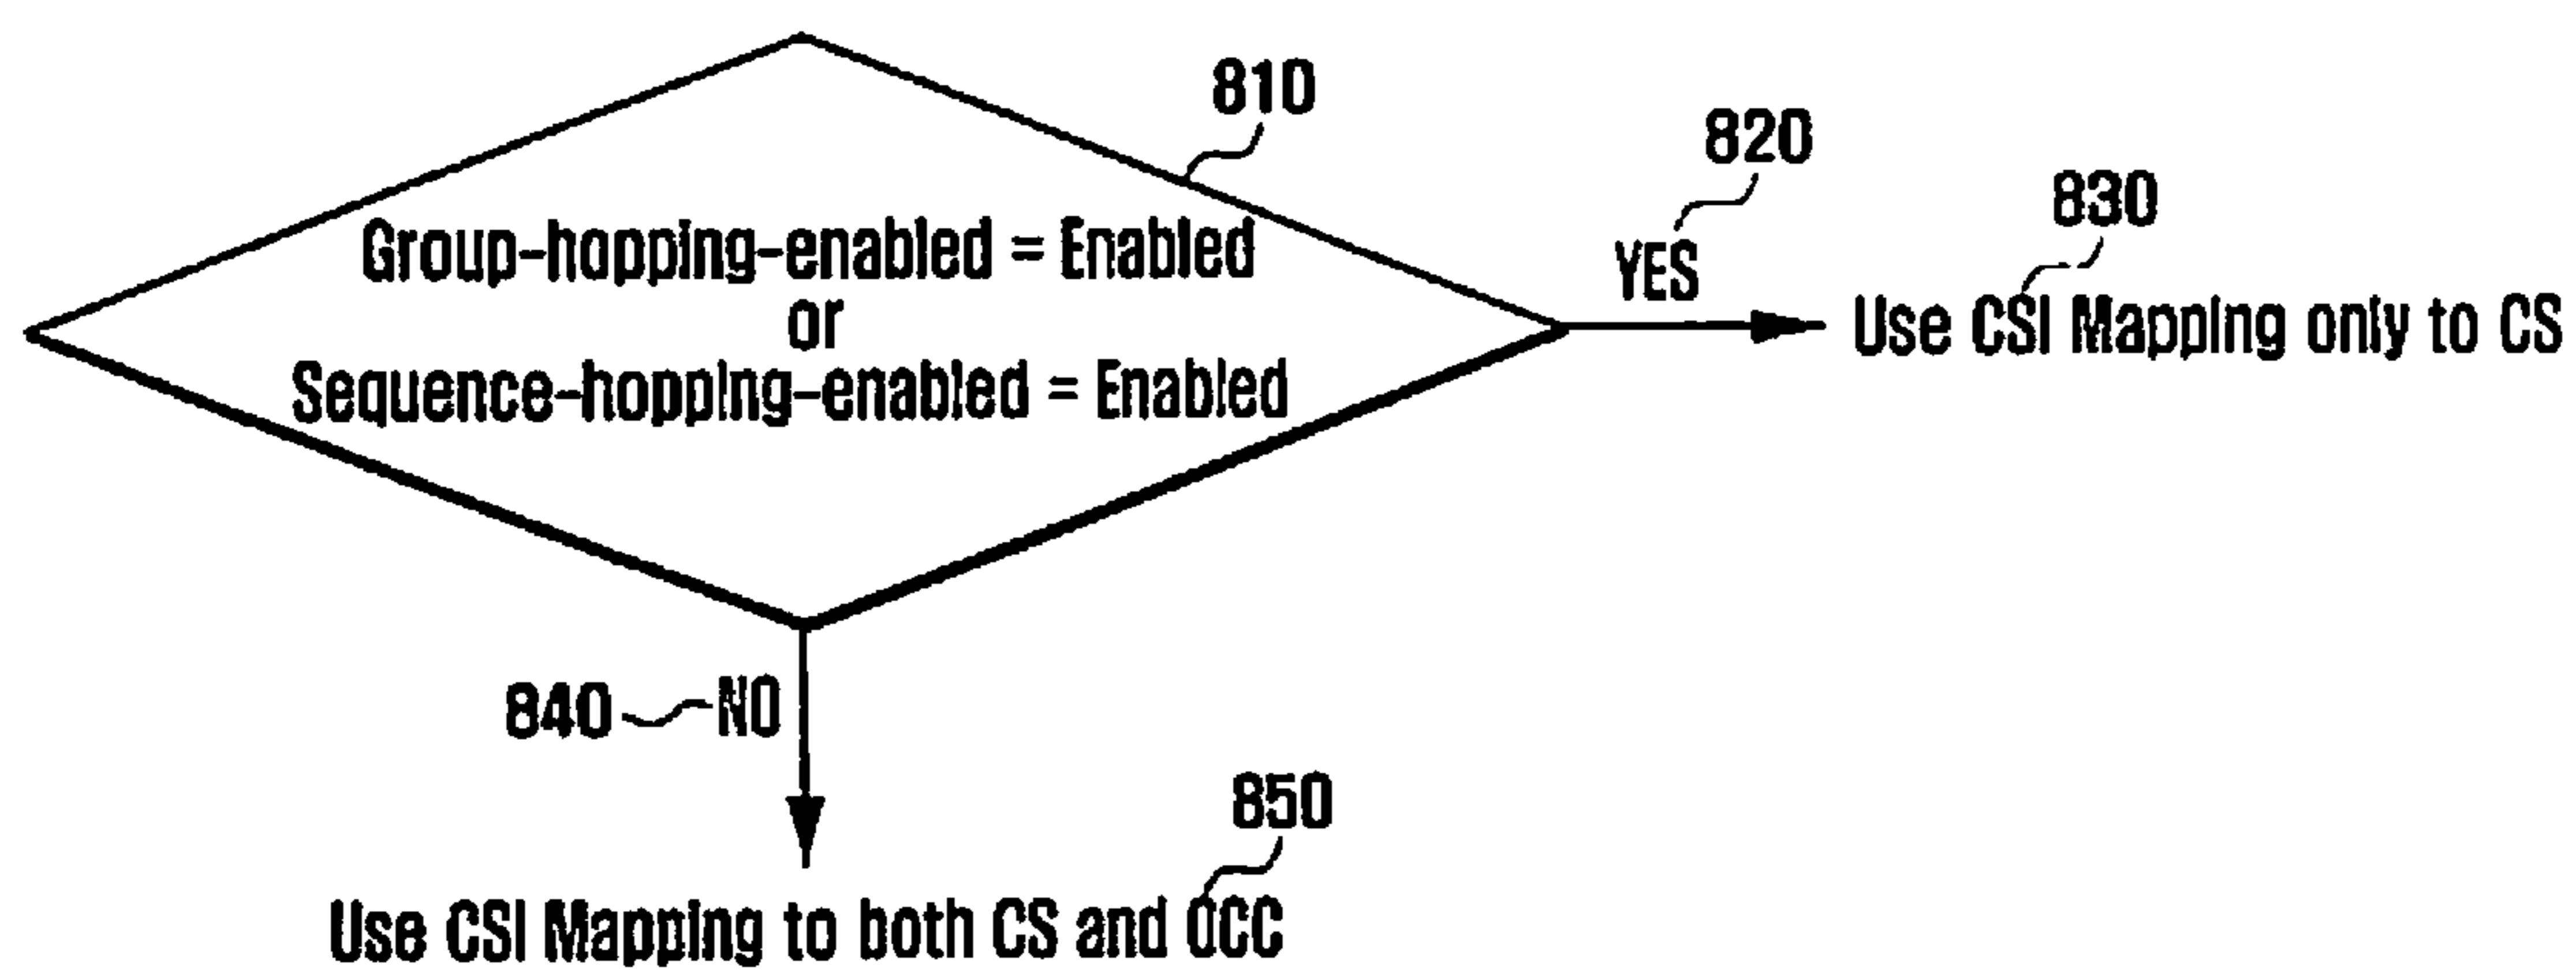 810
820
830
Group-hopping-enabled = Enabled
or
Sequence-hopping-enabled = Enabled
YES
Use CSI Mapping only to CS
840
NO
850
Use CSI Mapping to both CS and OCC